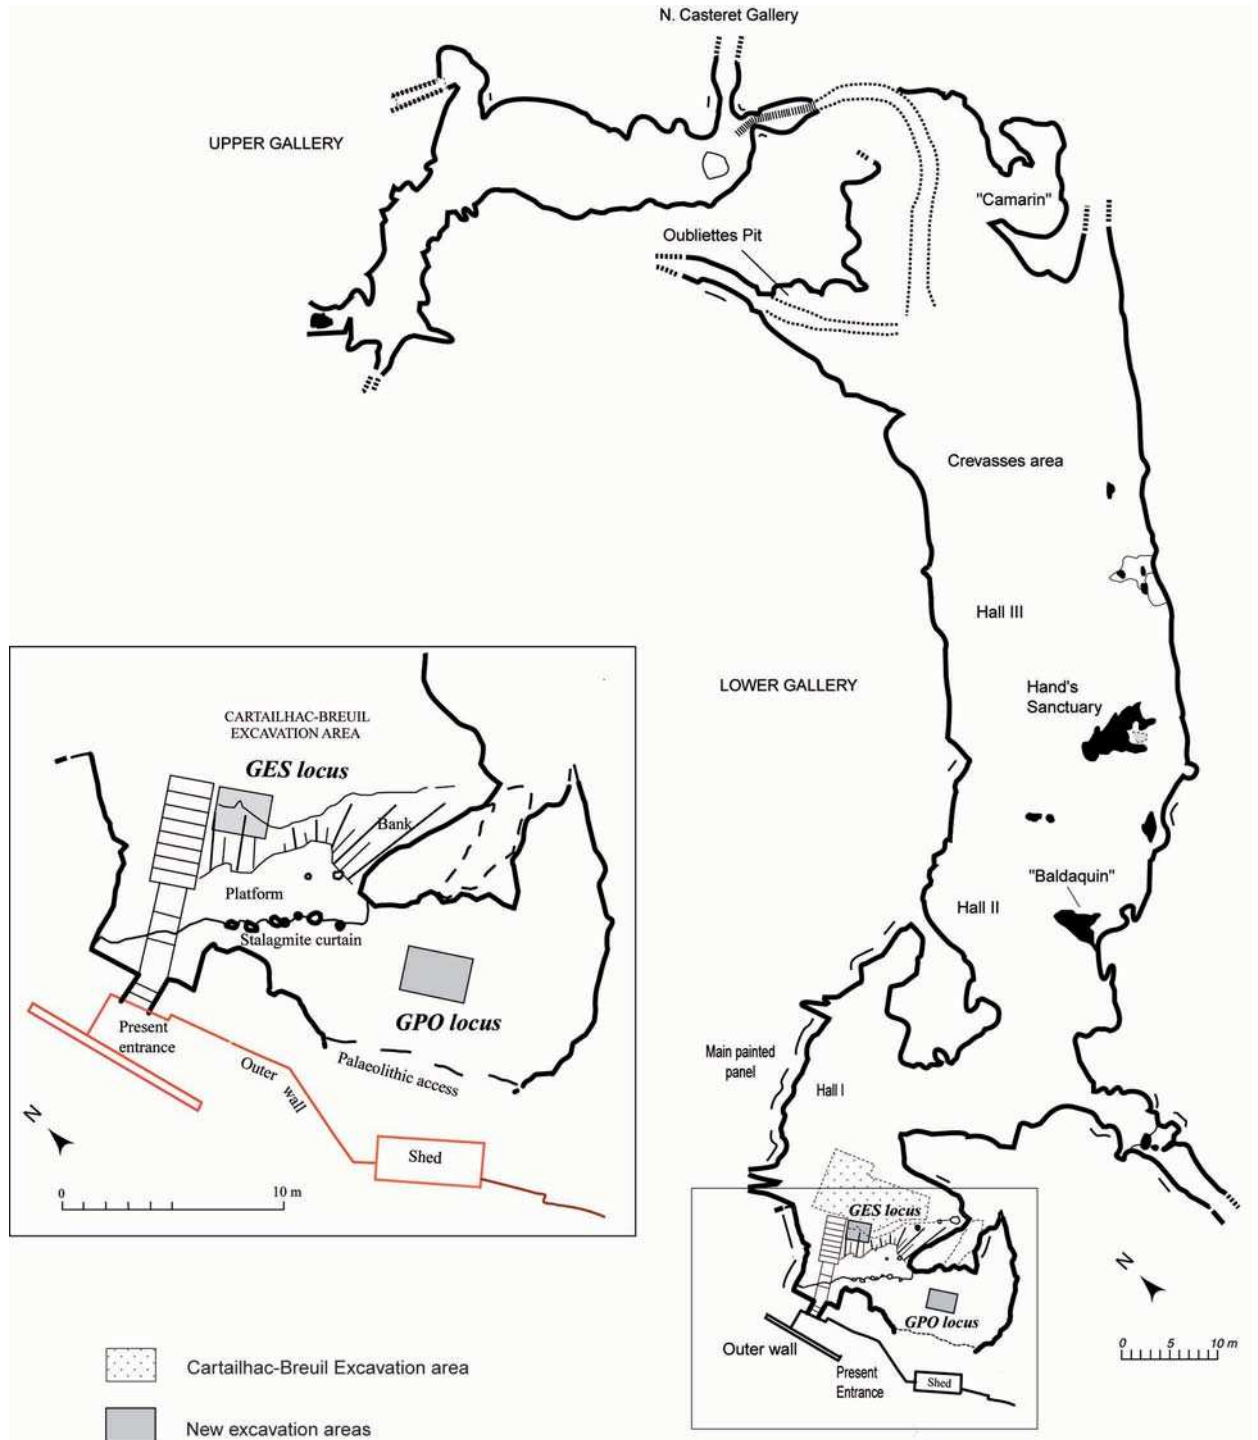 N. Casteret Gallery
UPPER GALLERY
"Camarin"
Oubliettes Pit
Crevasses area
Hall III
LOWER GALLERY
Hand's
Sanctuary
"Baldaquin"
Hall II
Main painted
panel
Hall I
GES locus
GPO locus
Outer wall
Present
Entrance
Shed
N
0 5 10 m
CARTAILHAC-BREUIL
EXCAVATION AREA
GES locus
Bank
Platform
Stalagmite curtain
GPO locus
Present
entrance
Palaeolithic access
Outer
wall
Shed
N
0 10 m
Cartailhac-Breuil Excavation area
New excavation areas